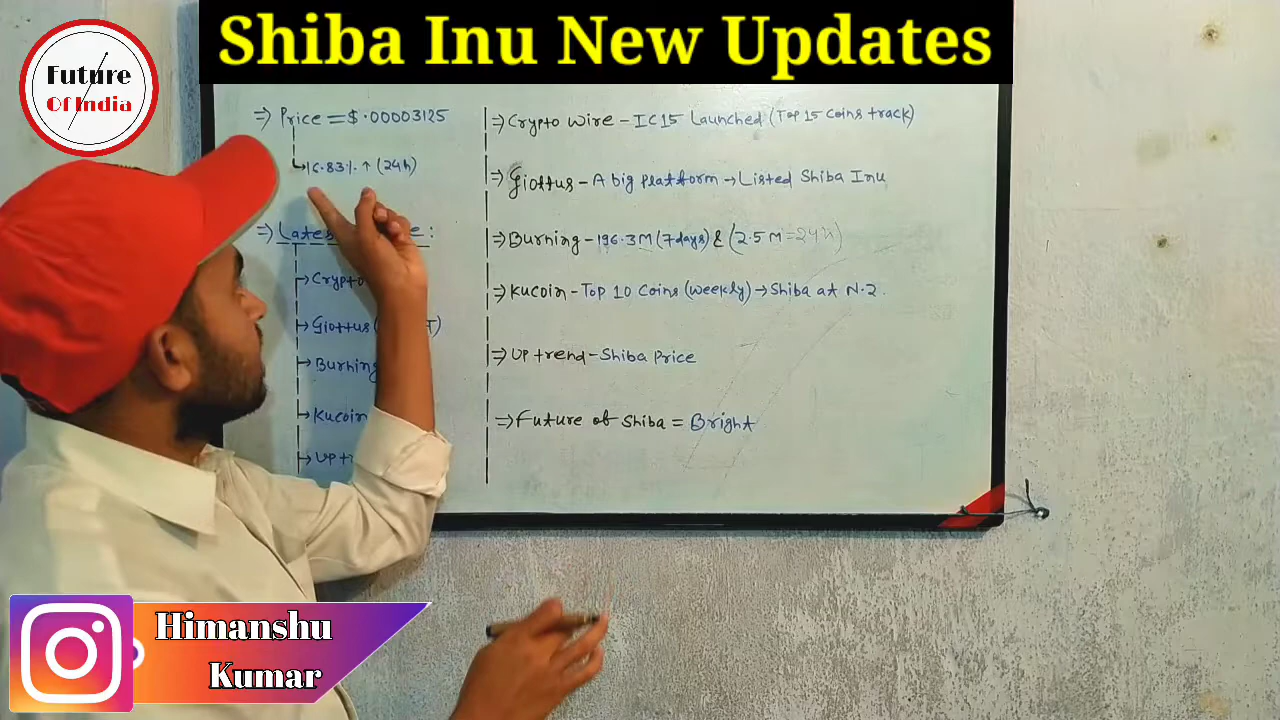 Shiba Inu New Updates
Future
Of India
⇒ Price = $.00003125
16.83% ↑ (24h)
⇒
→ Crypto
→ Giottus
→ Burning
→ Kucoin
⇒ Crypto Wire - IC15 Launched (Top 15 Coins track)
⇒ Giottus - A big platform → Listed Shiba Inu
⇒ Burning - 196.3M (7days) & (2.5M = 24h)
⇒ Kucoin - Top 10 Coins (weekly) → Shiba at N.2.
⇒ Up trend - Shiba Price
⇒ Future of Shiba = Bright
Himanshu
Kumar